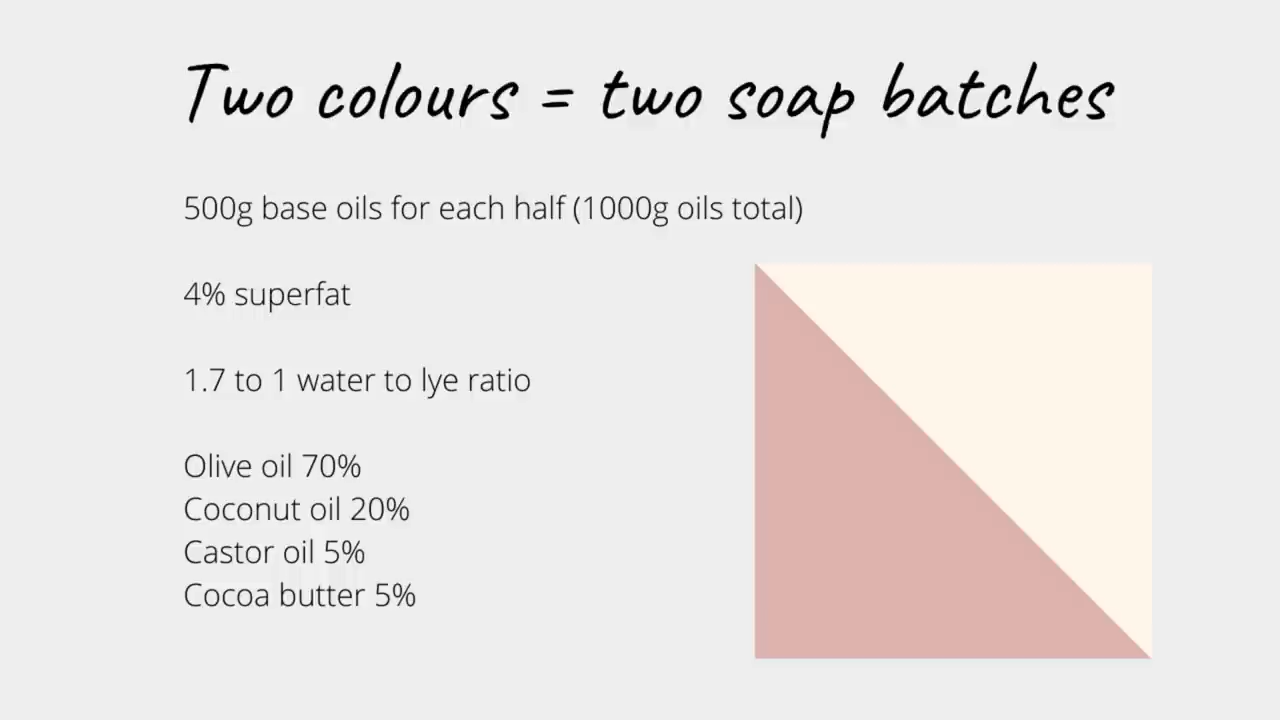 Two colours = two soap batches
500g base oils for each half (1000g oils total)
4% superfat
1.7 to 1 water to lye ratio
Olive oil 70%
Coconut oil 20%
Castor oil 5%
Cocoa butter 5%